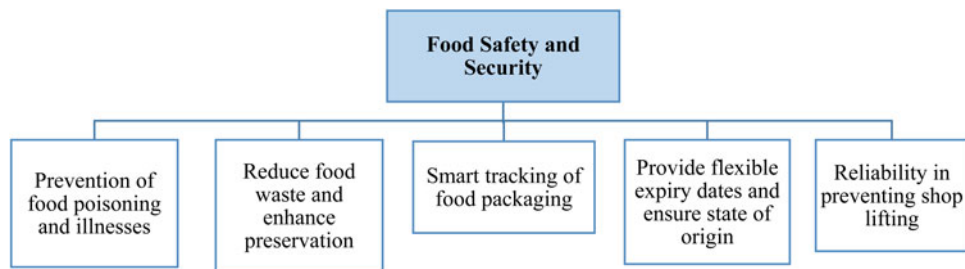 Food Safety and
Security
Prevention of
food poisoning
and illnesses
Reduce food
waste and
enhance
preservation
Smart tracking of
food packaging
Provide flexible
expiry dates and
ensure state of
origin
Reliability in
preventing shop
lifting